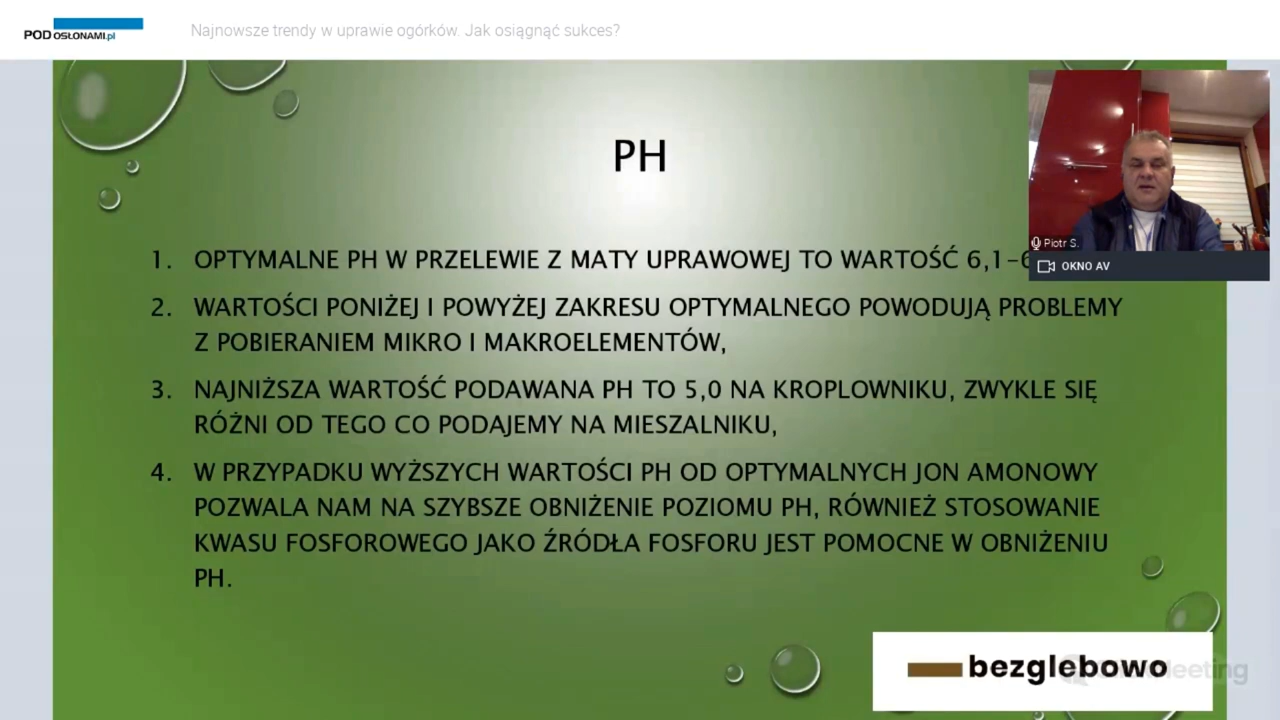 POD OSŁONAMI.pl
Najnowsze trendy w uprawie ogórków. Jak osiągnąć sukces?
PH
Piotr S.
OKNO AV
1. OPTYMALNE PH W PRZELEWIE Z MATY UPRAWOWEJ TO WARTOŚĆ 6,1-6
2. WARTOŚCI PONIŻEJ I POWYŻEJ ZAKRESU OPTYMALNEGO POWODUJĄ PROBLEMY
Z POBIERANIEM MIKRO I MAKROELEMENTÓW,
3. NAJNIŻSZA WARTOŚĆ PODAWANA PH TO 5,0 NA KROPLOWNIKU, ZWYKLE SIĘ
RÓŻNI OD TEGO CO PODAJEMY NA MIESZALNIKU,
4. W PRZYPADKU WYŻSZYCH WARTOŚCI PH OD OPTYMALNYCH JON AMONOWY
POZWALA NAM NA SZYBSZE OBNIŻENIE POZIOMU PH, RÓWNIEŻ STOSOWANIE
KWASU FOSFOROWEGO JAKO ŹRÓDŁA FOSFORU JEST POMOCNE W OBNIŻENIU
PH.
bezglebowo